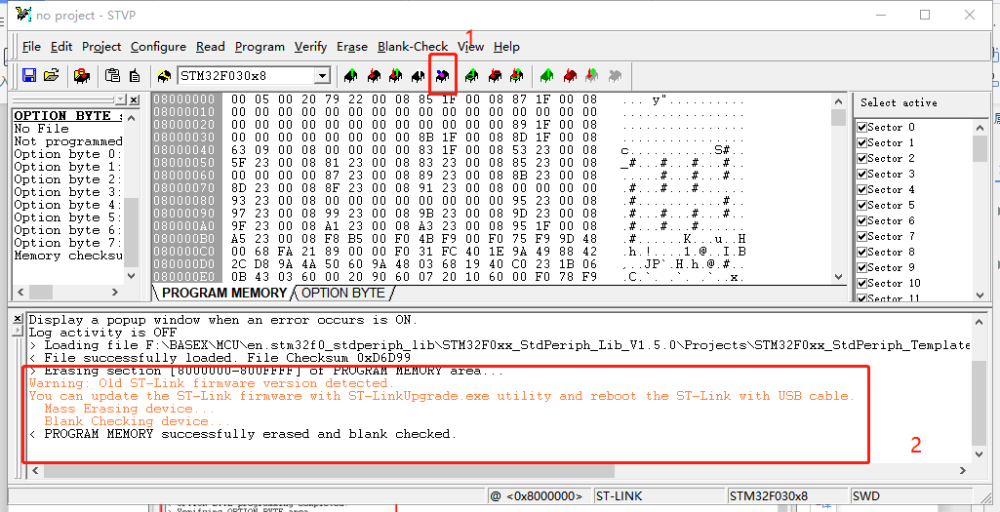 no project - STVP
File Edit Project Configure Read Program Verify Erase Blank-Check View Help
1
STM32F030x8
OPTION BYTE
No File
Not programmed
Option byte 0:
Option byte 1:
Option byte 2:
Option byte 3:
Option byte 4:
Option byte 5:
Option byte 6:
Option byte 7:
Memory checksu
08000000 00 05 00 20 79 22 00 08 85 1F 00 08 87 1F 00 08 ... y"..........
08000010 00 00 00 00 00 00 00 00 00 00 00 00 00 00 00 00 ................
08000020 00 00 00 00 00 00 00 00 00 00 00 00 89 1F 00 08 ................
08000030 00 00 00 00 00 00 00 00 8B 1F 00 08 8D 1F 00 08 ................
08000040 63 09 00 08 00 00 00 08 83 1F 00 08 53 23 00 08 c...........S#..
08000050 5F 23 00 08 81 23 00 08 83 23 00 08 85 23 00 08 _#...#...#...#..
08000060 00 00 00 00 87 23 00 08 89 23 00 08 8B 23 00 08 .....#...#...#..
08000070 8D 23 00 08 8F 23 00 08 91 23 00 08 00 00 00 00 .#...#...#......
08000080 93 23 00 08 00 00 00 00 00 00 00 00 95 23 00 08 .#...........#..
08000090 97 23 00 08 99 23 00 08 9B 23 00 08 9D 23 00 08 .#...#...#...#..
080000A0 9F 23 00 08 A1 23 00 08 A3 23 00 08 95 1F 00 08 .#...#...#......
080000B0 A5 23 00 08 F8 B5 00 F0 4B F9 00 F0 75 F9 9D 48 .#......K...u..H
080000C0 00 68 FA 21 89 00 00 F0 31 FC 40 1E 9A 49 88 42 .h.!....1.@..I.B
080000D0 2C D8 9A 4A 50 60 9A 48 03 68 19 40 C0 23 1B 06 ,..JP`.H.h.@.#..
080000E0 0B 43 03 60 00 20 90 60 07 20 10 60 00 F0 78 F9 .C.`. .`. .`..x.
PROGRAM MEMORY OPTION BYTE
Select active
Sector 0
Sector 1
Sector 2
Sector 3
Sector 4
Sector 5
Sector 6
Sector 7
Sector 8
Sector 9
Sector 10
Sector 11
Display a popup window when an error occurs is ON.
Log activity is OFF
> Loading file F:\BASEX\MCU\en.stm32f0_stdperiph_lib\STM32F0xx_StdPeriph_Lib_V1.5.0\Projects\STM32F0xx_StdPeriph_Template
< File successfully loaded. File Checksum 0xD6D99
> Erasing section [8000000-800FFFF] of PROGRAM MEMORY area...
Warning: Old ST-Link firmware version detected.
You can update the ST-Link firmware with ST-LinkUpgrade.exe utility and reboot the ST-Link with USB cable.
Mass Erasing device...
Blank Checking device...
< PROGRAM MEMORY successfully erased and blank checked.
2
@ <0x8000000> ST-LINK STM32F030x8 SWD